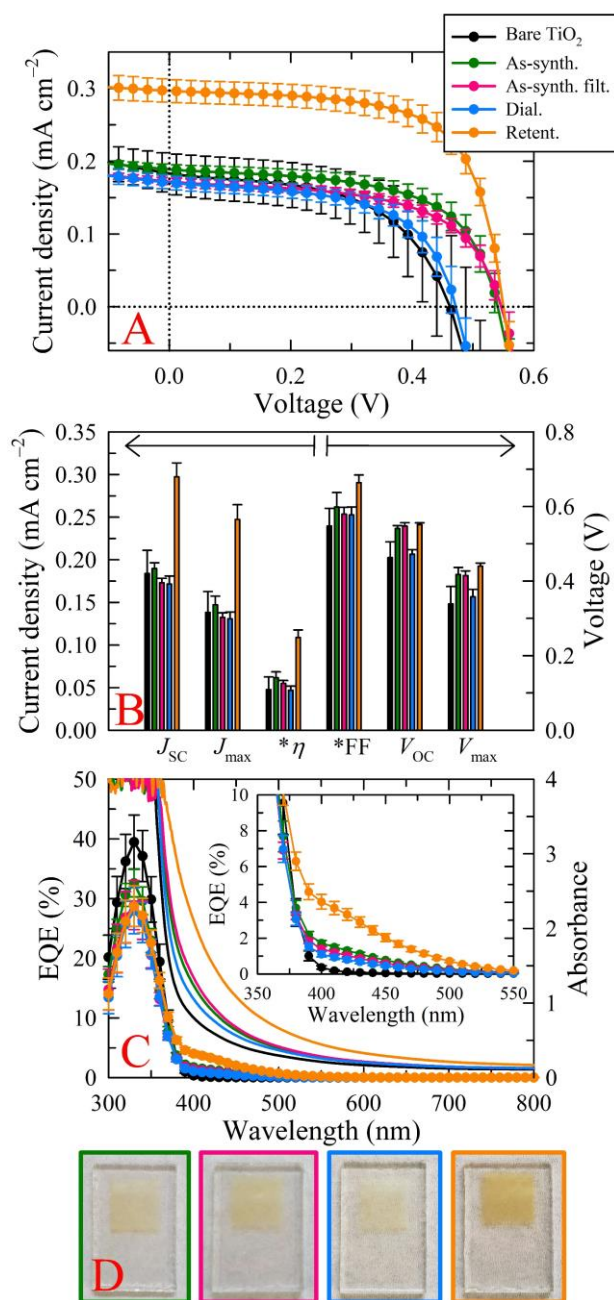 Bare TiO₂
As-synth.
As-synth. filt.
Dial.
Retent.
Current density (mA cm⁻²)
0.3
0.2
0.1
0.0
A
0.0 0.2 0.4 0.6
Voltage (V)
Current density (mA cm⁻²)
0.35
0.30
0.25
0.20
0.15
0.10
0.05
0.00
B
0.8
0.6
0.4
0.2
0.0
Voltage (V)
J_SC J_max *η *FF V_OC V_max
EQE (%)
50
40
30
20
10
0
C
EQE (%)
10
8
6
4
2
0
350 400 450 500 550
Wavelength (nm)
4
3
2
1
0
Absorbance
300 400 500 600 700 800
Wavelength (nm)
D